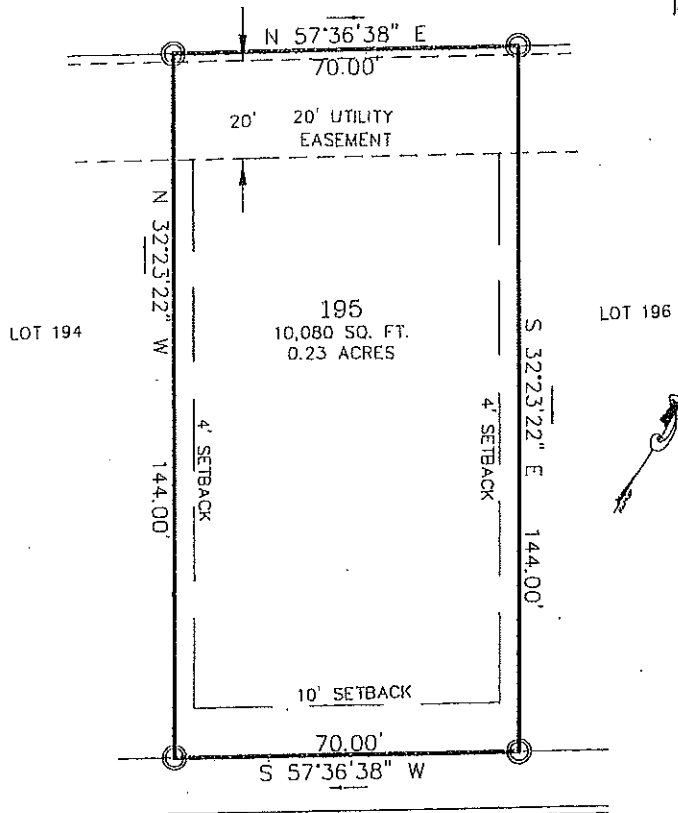 N 57°36'38" E
70.00'
20' 20' UTILITY
EASEMENT
N 32°23'22" W 144.00'
LOT 194
195
10,080 SQ. FT.
0.23 ACRES
S 32°23'22" E 144.00'
LOT 196
4' SETBACK
4' SETBACK
10' SETBACK
70.00'
S 57°36'38" W